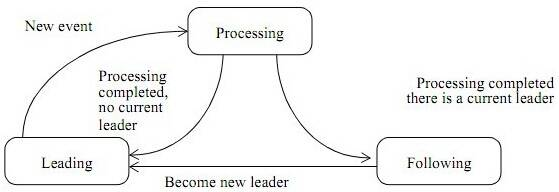 New event
Processing
Processing
completed,
no current
leader
Processing completed
there is a current leader
Leading
Following
Become new leader